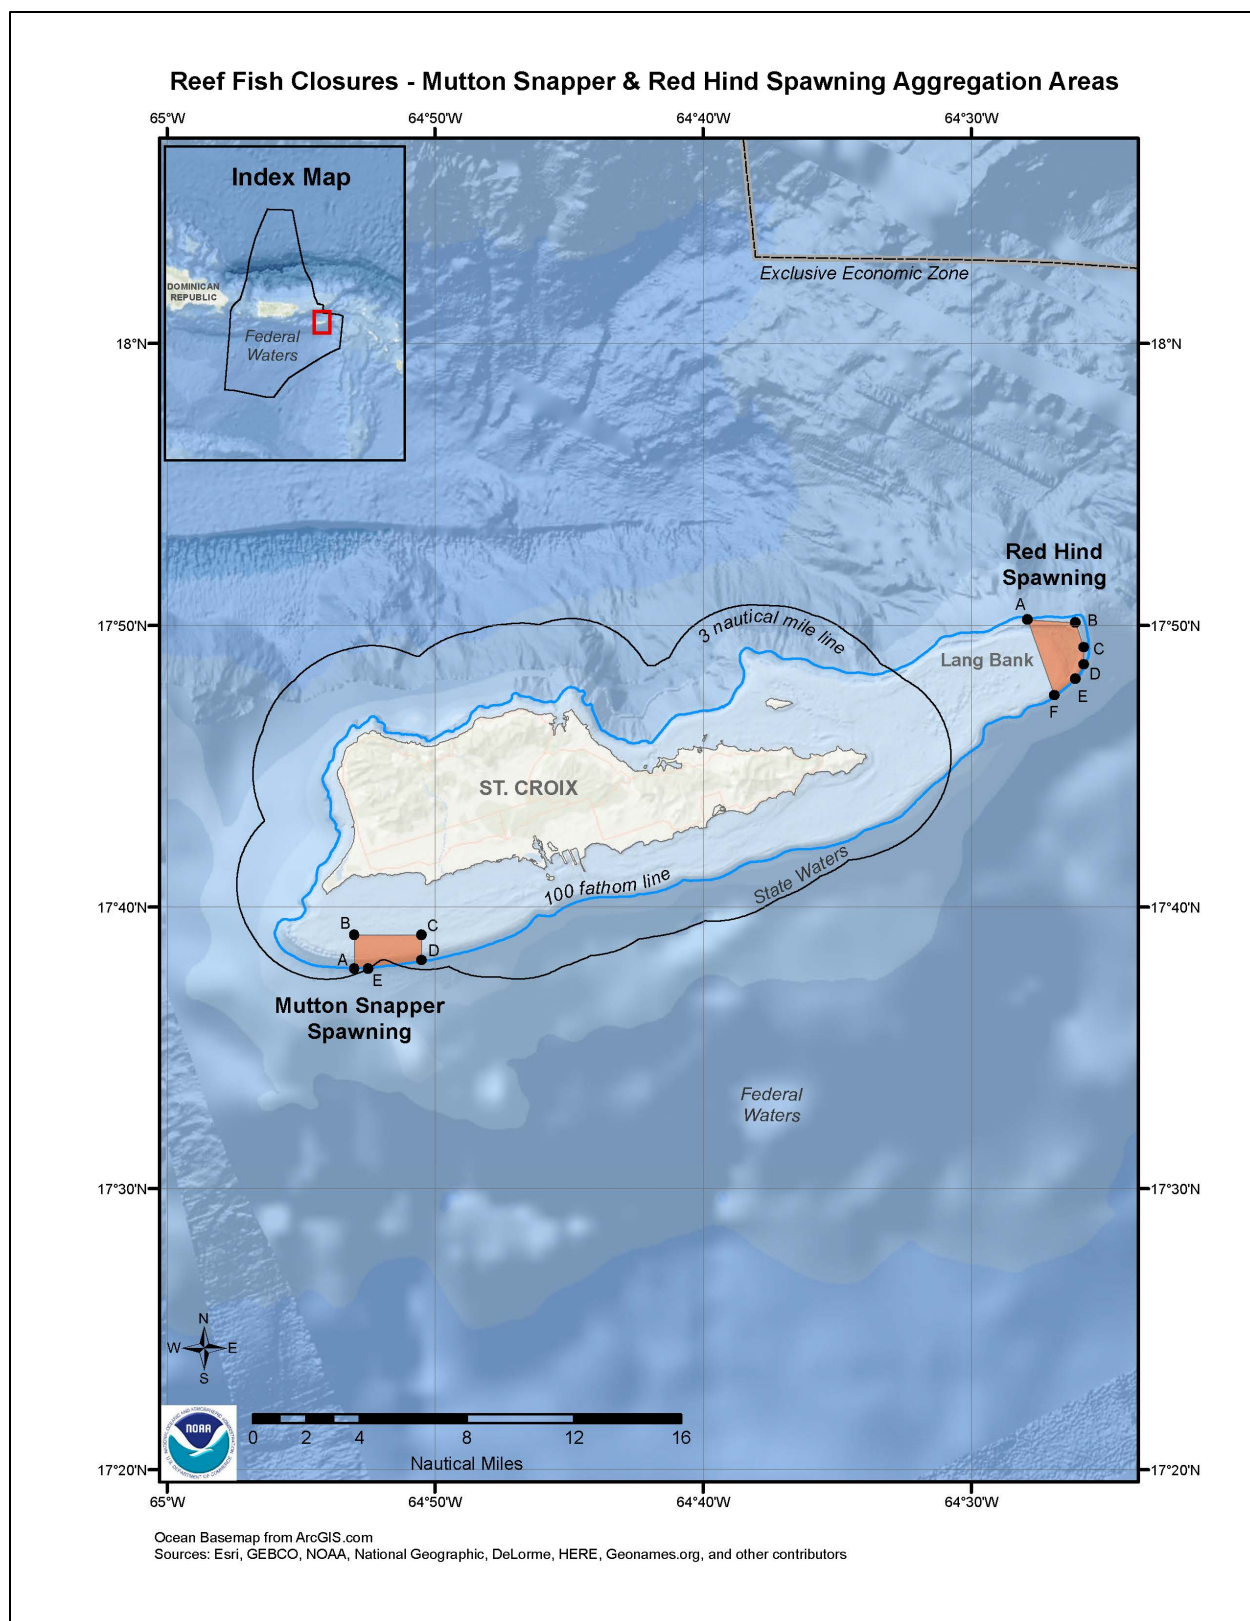 Reef Fish Closures - Mutton Snapper & Red Hind Spawning Aggregation Areas
65°W
64°50'W
64°40'W
64°30'W
Index Map
DOMINICAN
REPUBLIC
Federal
Waters
Exclusive Economic Zone
18°N
18°N
Red Hind
Spawning
A
B
C
D
E
F
17°50'N
17°50'N
3 nautical mile line
Lang Bank
ST. CROIX
100 fathom line
State Waters
17°40'N
17°40'N
B
C
A
D
E
Mutton Snapper
Spawning
Federal
Waters
17°30'N
17°30'N
N
W
E
S
NOAA
0
2
4
8
12
16
Nautical Miles
17°20'N
17°20'N
65°W
64°50'W
64°40'W
64°30'W
Ocean Basemap from ArcGIS.com
Sources: Esri, GEBCO, NOAA, National Geographic, DeLorme, HERE, Geonames.org, and other contributors